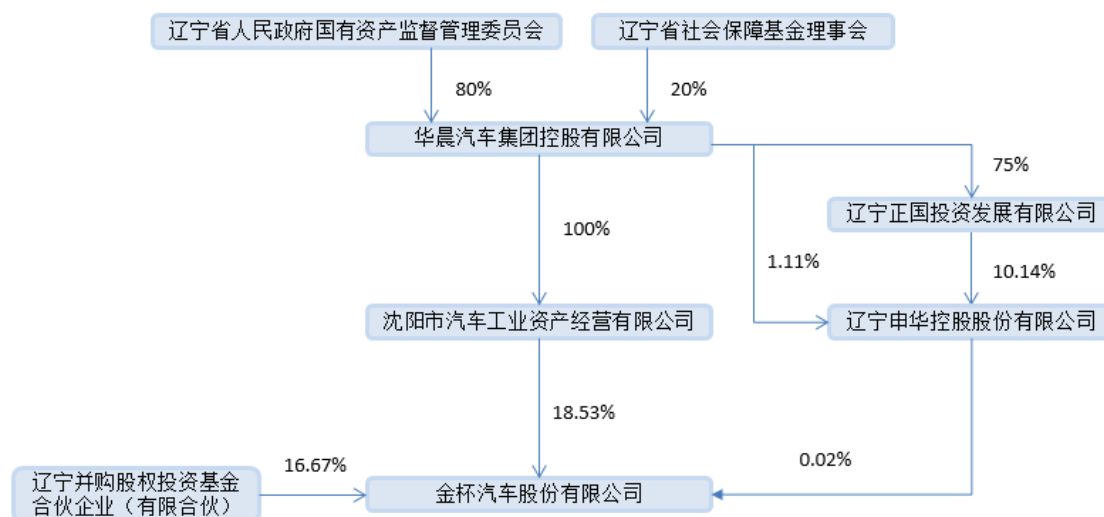 辽宁省人民政府国有资产监督管理委员会
辽宁省社会保障基金理事会
80%
20%
华晨汽车集团控股有限公司
75%
辽宁正国投资发展有限公司
100%
1.11%
10.14%
沈阳市汽车工业资产经营有限公司
辽宁申华控股股份有限公司
18.53%
16.67%
0.02%
辽宁并购股权投资基金
合伙企业（有限合伙）
金杯汽车股份有限公司